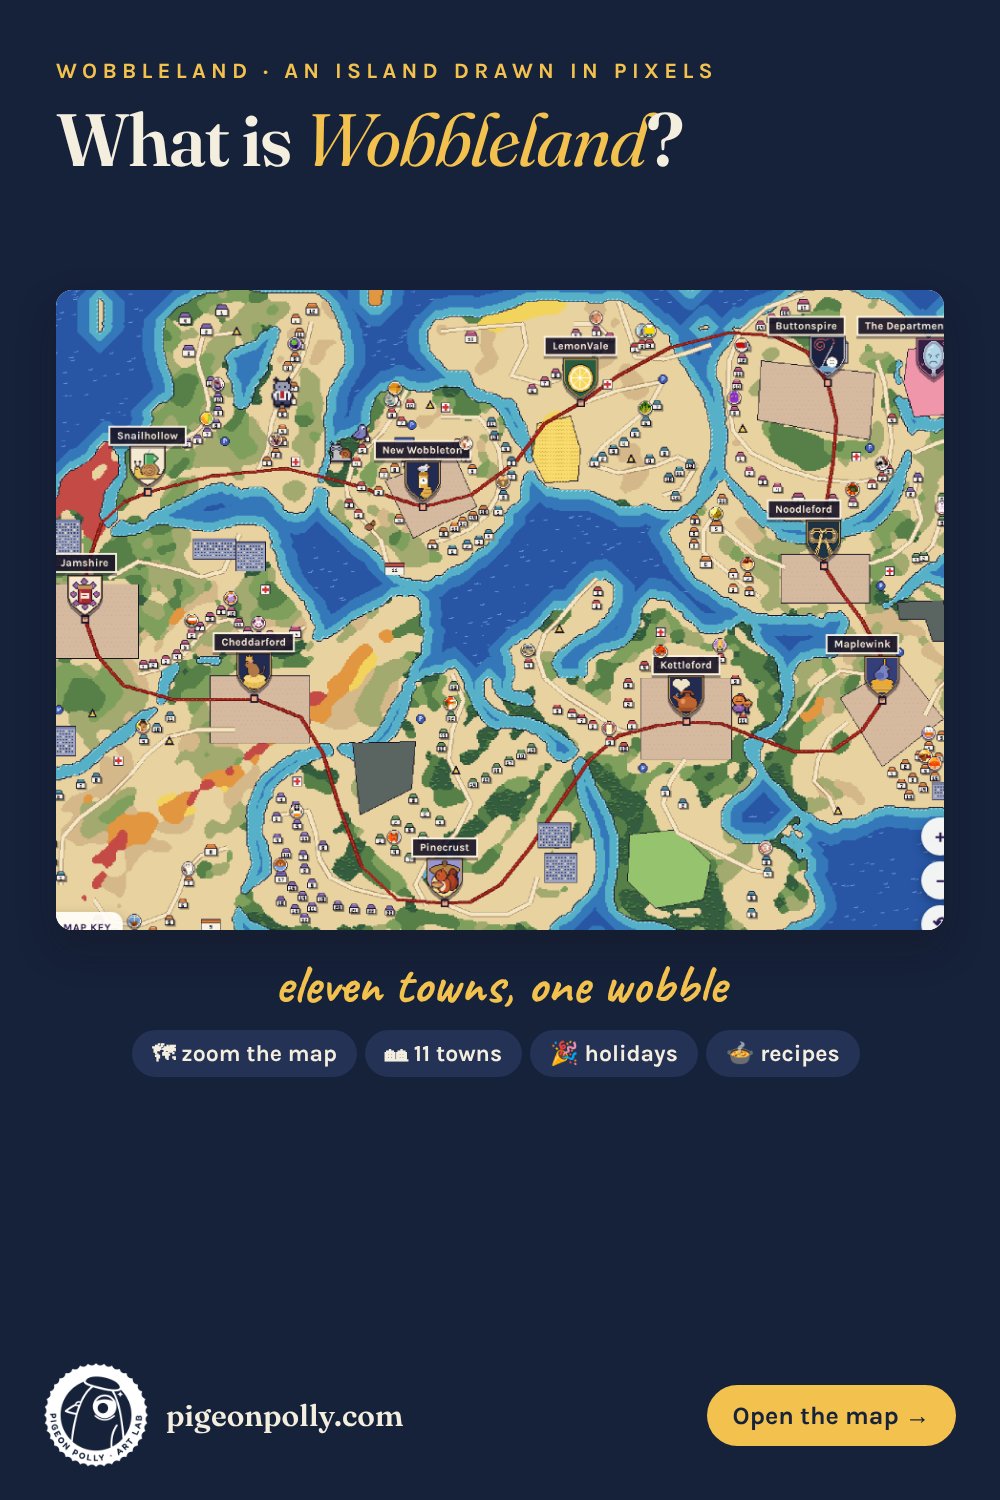 WOBBLELAND · AN ISLAND DRAWN IN PIXELS
What is Wobbleland?
Buttonspire
The Departmen
LemonVale
Snailhollow
New Wobbleton
Noodleford
Jamshire
Cheddarford
Maplewink
Kettleford
Pinecrust
MAP KEY
eleven towns, one wobble
zoom the map
11 towns
holidays
recipes
PIGEON POLLY · ART LAB
pigeonpolly.com
Open the map →